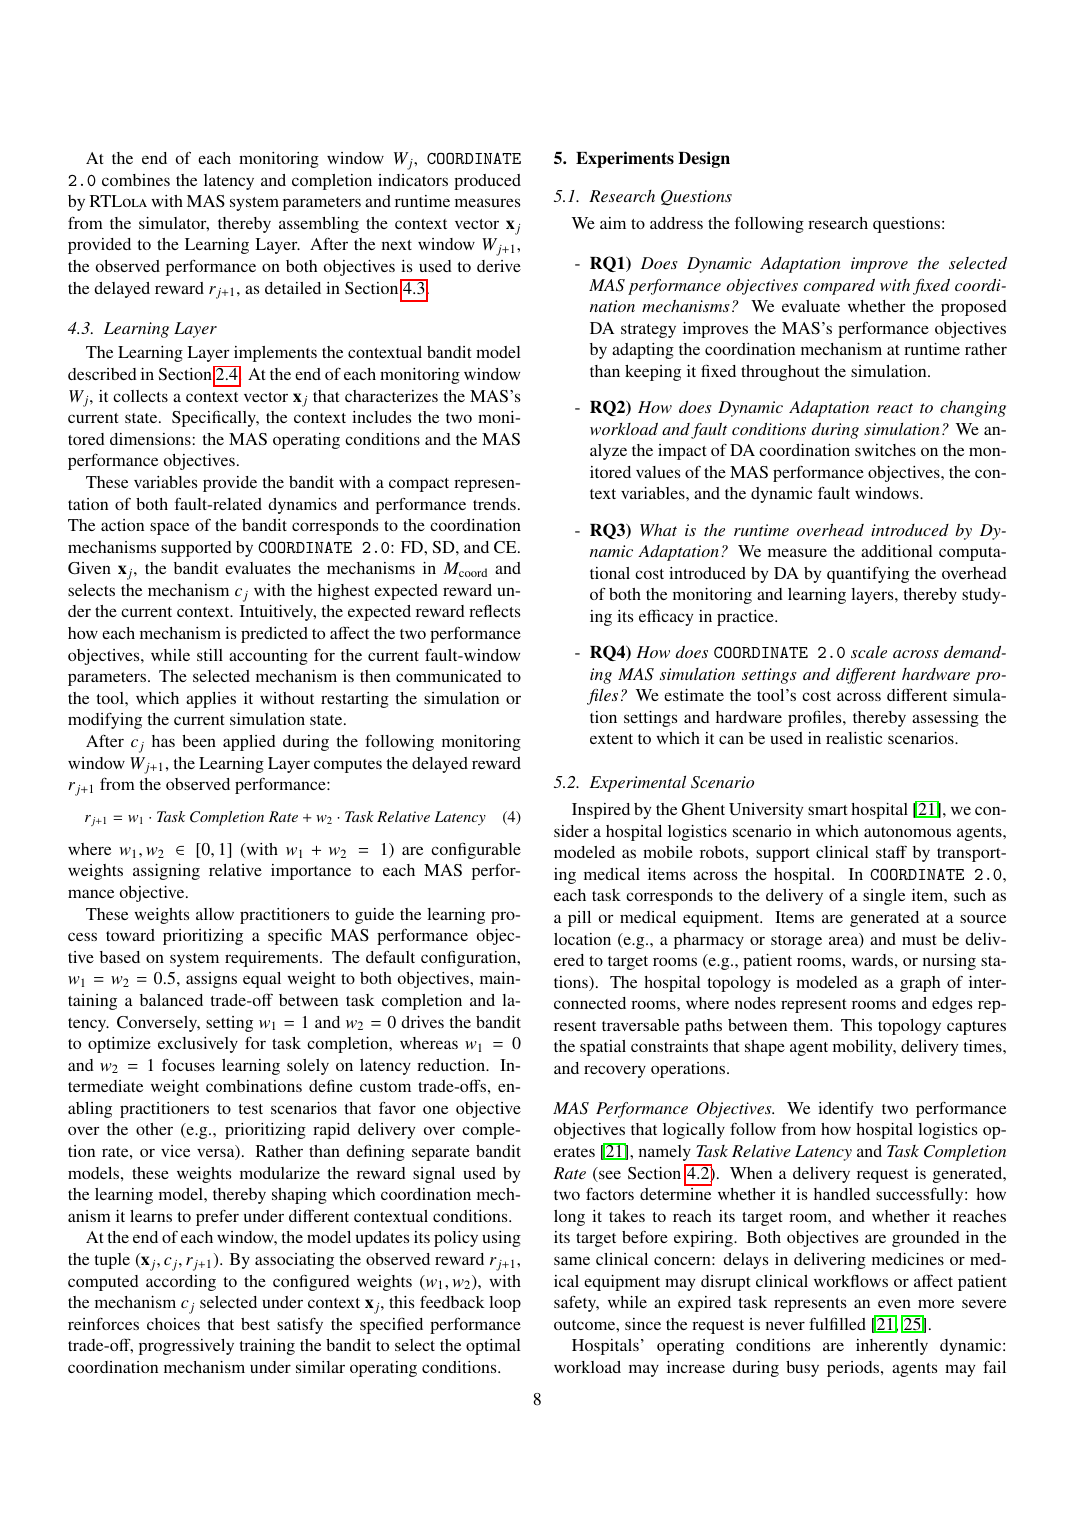 At the end of each monitoring window Wj, COORDINATE
2.0 combines the latency and completion indicators produced
by RTLola with MAS system parameters and runtime measures
from the simulator, thereby assembling the context vector xj
provided to the Learning Layer. After the next window Wj+1,
the observed performance on both objectives is used to derive
the delayed reward rj+1, as detailed in Section 4.3.
4.3. Learning Layer
The Learning Layer implements the contextual bandit model
described in Section 2.4. At the end of each monitoring window
Wj, it collects a context vector xj that characterizes the MAS's
current state. Specifically, the context includes the two moni-
tored dimensions: the MAS operating conditions and the MAS
performance objectives.
These variables provide the bandit with a compact represen-
tation of both fault-related dynamics and performance trends.
The action space of the bandit corresponds to the coordination
mechanisms supported by COORDINATE 2.0: FD, SD, and CE.
Given xj, the bandit evaluates the mechanisms in Mcoord and
selects the mechanism cj with the highest expected reward un-
der the current context. Intuitively, the expected reward reflects
how each mechanism is predicted to affect the two performance
objectives, while still accounting for the current fault-window
parameters. The selected mechanism is then communicated to
the tool, which applies it without restarting the simulation or
modifying the current simulation state.
After cj has been applied during the following monitoring
window Wj+1, the Learning Layer computes the delayed reward
rj+1 from the observed performance:
rj+1 = w1 · Task Completion Rate + w2 · Task Relative Latency (4)
where w1, w2 ∈ [0, 1] (with w1 + w2 = 1) are configurable
weights assigning relative importance to each MAS perfor-
mance objective.
These weights allow practitioners to guide the learning pro-
cess toward prioritizing a specific MAS performance objec-
tive based on system requirements. The default configuration,
w1 = w2 = 0.5, assigns equal weight to both objectives, main-
taining a balanced trade-off between task completion and la-
tency. Conversely, setting w1 = 1 and w2 = 0 drives the bandit
to optimize exclusively for task completion, whereas w1 = 0
and w2 = 1 focuses learning solely on latency reduction. In-
termediate weight combinations define custom trade-offs, en-
abling practitioners to test scenarios that favor one objective
over the other (e.g., prioritizing rapid delivery over comple-
tion rate, or vice versa). Rather than defining separate bandit
models, these weights modularize the reward signal used by
the learning model, thereby shaping which coordination mech-
anism it learns to prefer under different contextual conditions.
At the end of each window, the model updates its policy using
the tuple (xj, cj, rj+1). By associating the observed reward rj+1,
computed according to the configured weights (w1, w2), with
the mechanism cj selected under context xj, this feedback loop
reinforces choices that best satisfy the specified performance
trade-off, progressively training the bandit to select the optimal
coordination mechanism under similar operating conditions.
5. Experiments Design
5.1. Research Questions
We aim to address the following research questions:
- RQ1) Does Dynamic Adaptation improve the selected
MAS performance objectives compared with fixed coordi-
nation mechanisms? We evaluate whether the proposed
DA strategy improves the MAS's performance objectives
by adapting the coordination mechanism at runtime rather
than keeping it fixed throughout the simulation.
- RQ2) How does Dynamic Adaptation react to changing
workload and fault conditions during simulation? We an-
alyze the impact of DA coordination switches on the mon-
itored values of the MAS performance objectives, the con-
text variables, and the dynamic fault windows.
- RQ3) What is the runtime overhead introduced by Dy-
namic Adaptation? We measure the additional computa-
tional cost introduced by DA by quantifying the overhead
of both the monitoring and learning layers, thereby study-
ing its efficacy in practice.
- RQ4) How does COORDINATE 2.0 scale across demand-
ing MAS simulation settings and different hardware pro-
files? We estimate the tool's cost across different simula-
tion settings and hardware profiles, thereby assessing the
extent to which it can be used in realistic scenarios.
5.2. Experimental Scenario
Inspired by the Ghent University smart hospital [21], we con-
sider a hospital logistics scenario in which autonomous agents,
modeled as mobile robots, support clinical staff by transport-
ing medical items across the hospital. In COORDINATE 2.0,
each task corresponds to the delivery of a single item, such as
a pill or medical equipment. Items are generated at a source
location (e.g., a pharmacy or storage area) and must be deliv-
ered to target rooms (e.g., patient rooms, wards, or nursing sta-
tions). The hospital topology is modeled as a graph of inter-
connected rooms, where nodes represent rooms and edges rep-
resent traversable paths between them. This topology captures
the spatial constraints that shape agent mobility, delivery times,
and recovery operations.
MAS Performance Objectives. We identify two performance
objectives that logically follow from how hospital logistics op-
erates [21], namely Task Relative Latency and Task Completion
Rate (see Section 4.2). When a delivery request is generated,
two factors determine whether it is handled successfully: how
long it takes to reach its target room, and whether it reaches
its target before expiring. Both objectives are grounded in the
same clinical concern: delays in delivering medicines or med-
ical equipment may disrupt clinical workflows or affect patient
safety, while an expired task represents an even more severe
outcome, since the request is never fulfilled [21, 25].
Hospitals' operating conditions are inherently dynamic:
workload may increase during busy periods, agents may fail
8